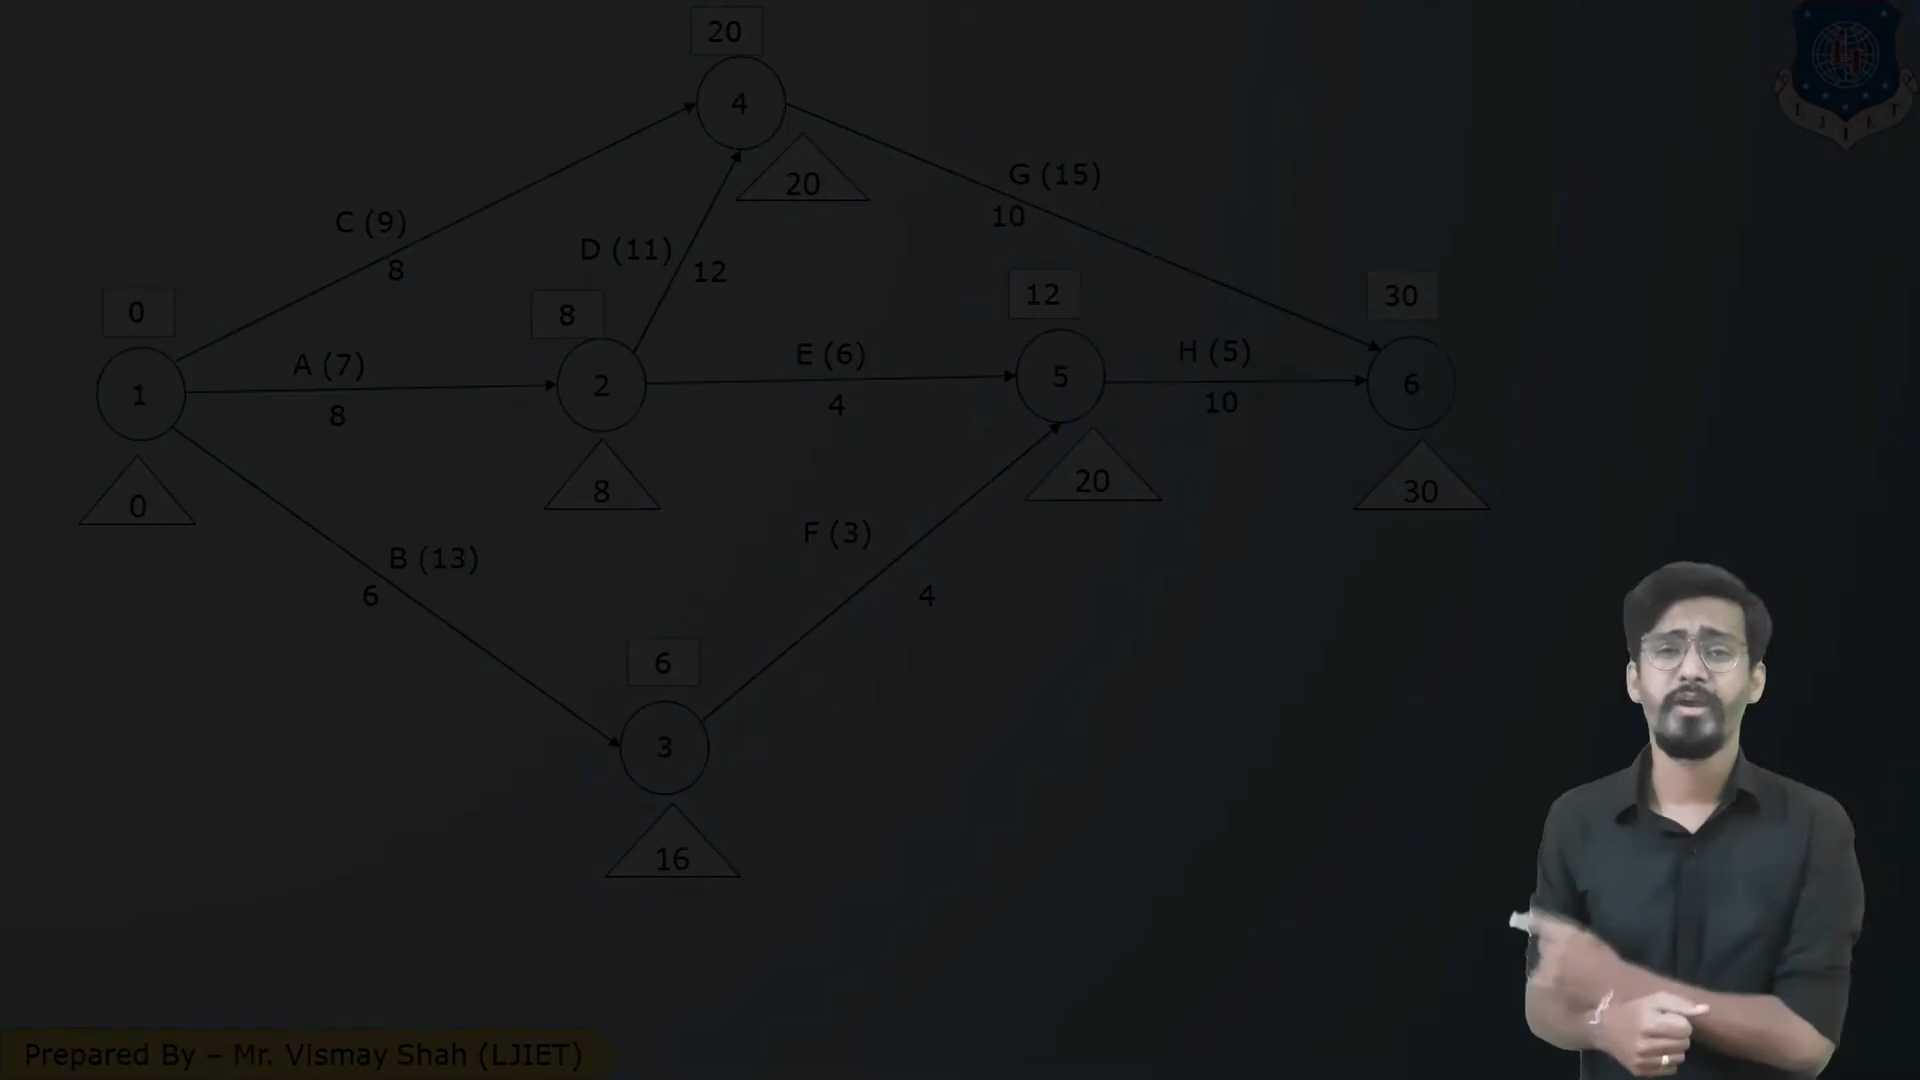 20
4
20
G (15)
10
C (9)
8
D (11)
12
0
8
12
30
A (7)
8
E (6)
4
H (5)
10
1
2
5
6
0
8
20
30
B (13)
6
F (3)
4
6
3
16
L J I E T
Prepared By – Mr. Vismay Shah (LJIET)